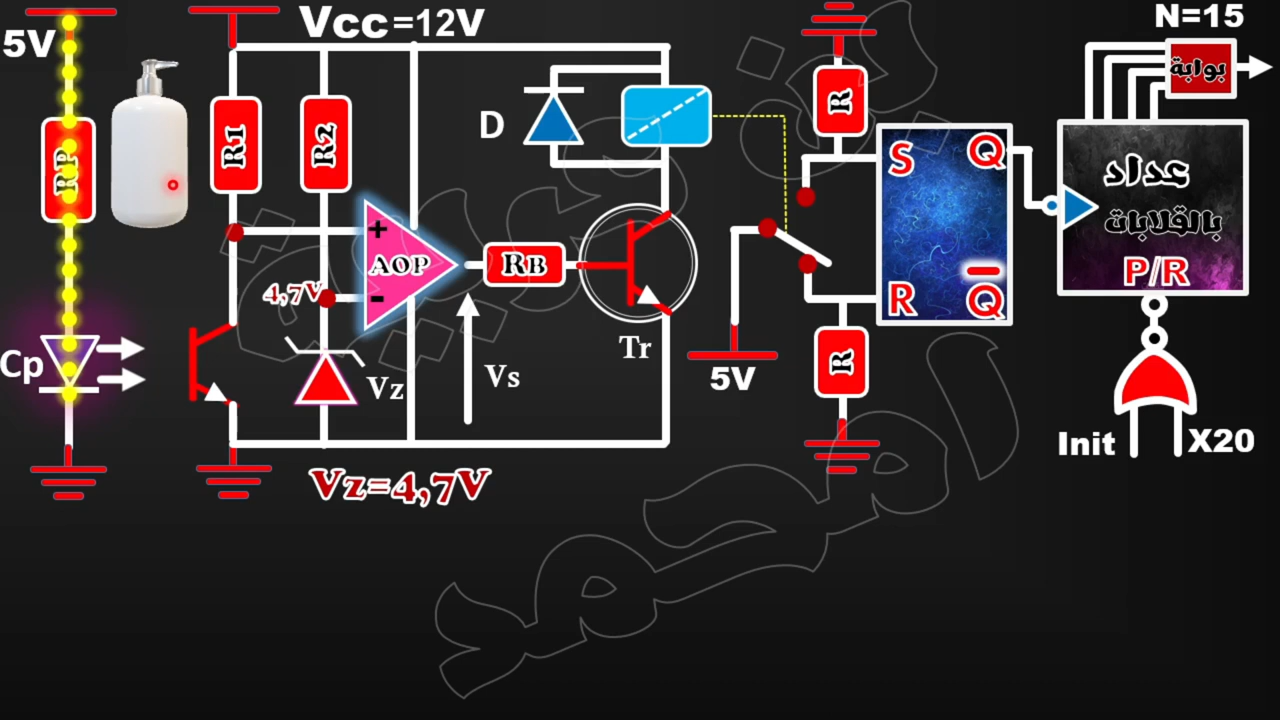 Vcc=12V
N=15
5V
بوابة
RP
R1
R2
D
R
S
Q
عداد
بالقلابات
P/R
+
AOP
-
4,7V
RB
R
Q
Tr
Vz
Vs
Cp
5V
R
Init
X20
Vz=4,7V